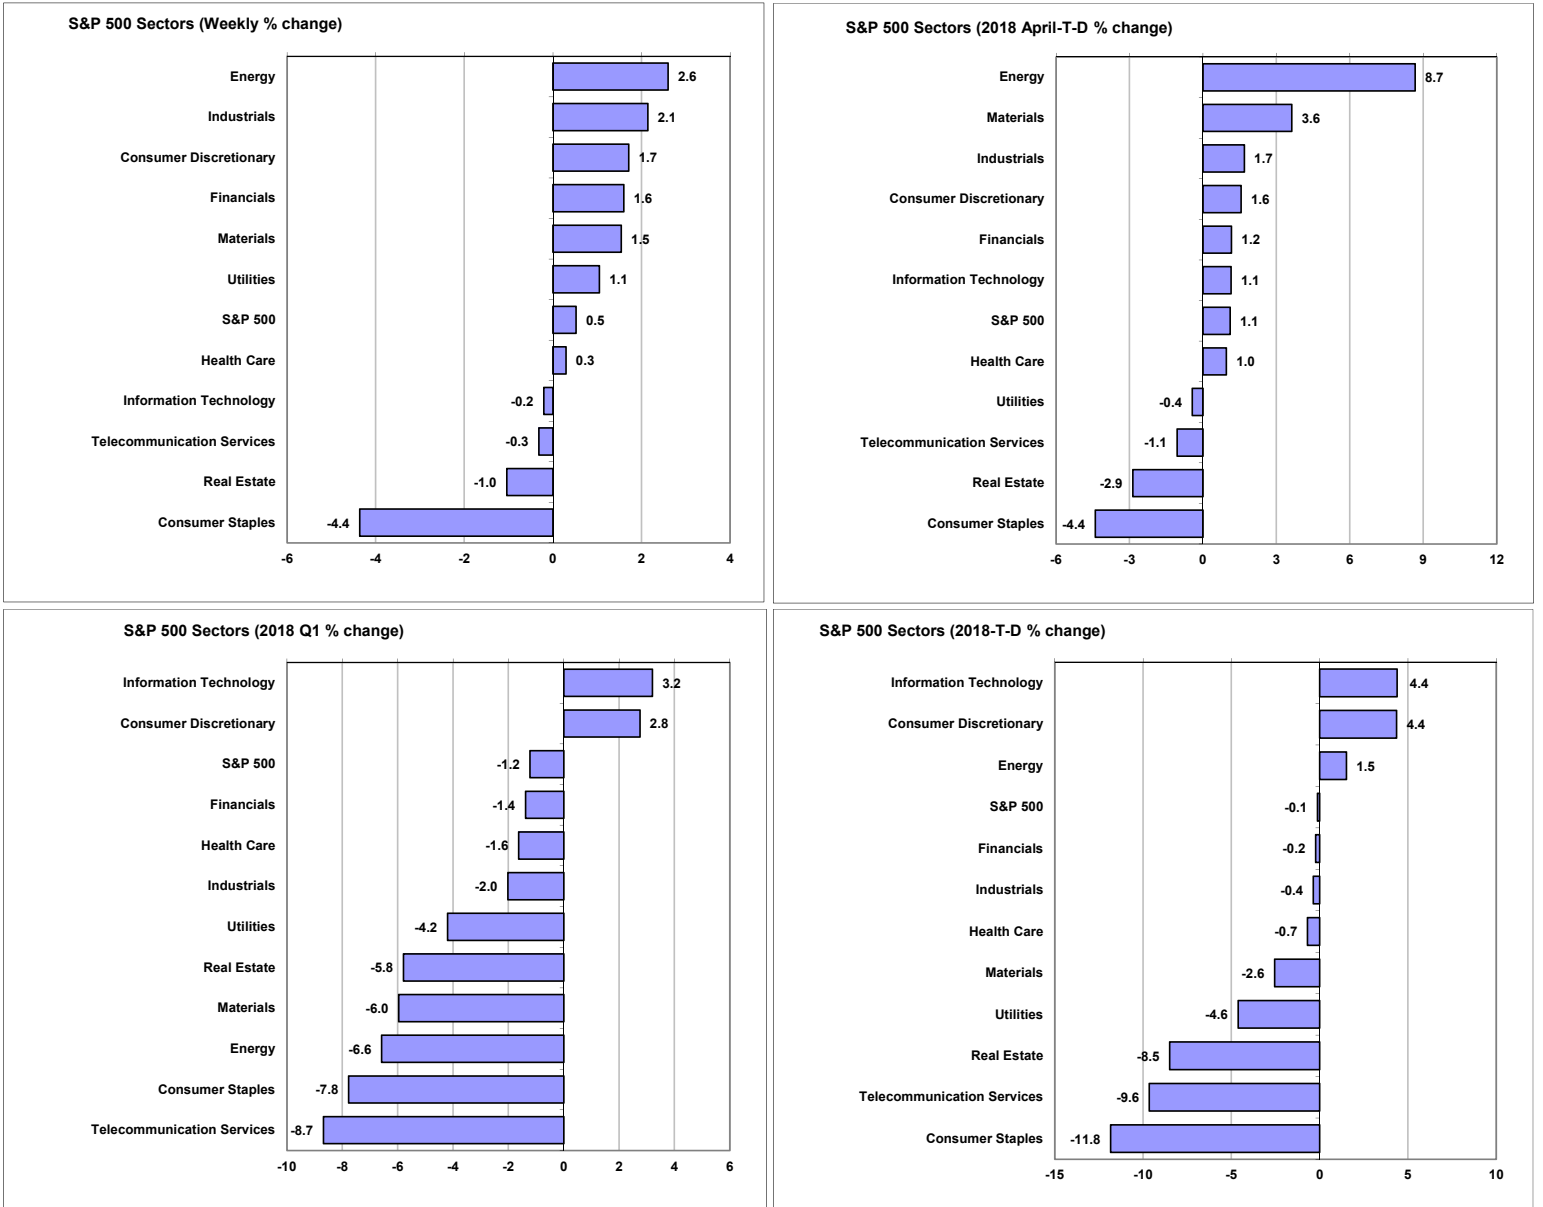 S&P 500 Sectors (Weekly % change)
Energy 2.6
Industrials 2.1
Consumer Discretionary 1.7
Financials 1.6
Materials 1.5
Utilities 1.1
S&P 500 0.5
Health Care 0.3
Information Technology -0.2
Telecommunication Services -0.3
Real Estate -1.0
Consumer Staples -4.4
-6 -4 -2 0 2 4
S&P 500 Sectors (2018 April-T-D % change)
Energy 8.7
Materials 3.6
Industrials 1.7
Consumer Discretionary 1.6
Financials 1.2
Information Technology 1.1
S&P 500 1.1
Health Care 1.0
Utilities -0.4
Telecommunication Services -1.1
Real Estate -2.9
Consumer Staples -4.4
-6 -3 0 3 6 9 12
S&P 500 Sectors (2018 Q1 % change)
Information Technology 3.2
Consumer Discretionary 2.8
S&P 500 -1.2
Financials -1.4
Health Care -1.6
Industrials -2.0
Utilities -4.2
Real Estate -5.8
Materials -6.0
Energy -6.6
Consumer Staples -7.8
Telecommunication Services -8.7
-10 -8 -6 -4 -2 0 2 4 6
S&P 500 Sectors (2018-T-D % change)
Information Technology 4.4
Consumer Discretionary 4.4
Energy 1.5
S&P 500 -0.1
Financials -0.2
Industrials -0.4
Health Care -0.7
Materials -2.6
Utilities -4.6
Real Estate -8.5
Telecommunication Services -9.6
Consumer Staples -11.8
-15 -10 -5 0 5 10